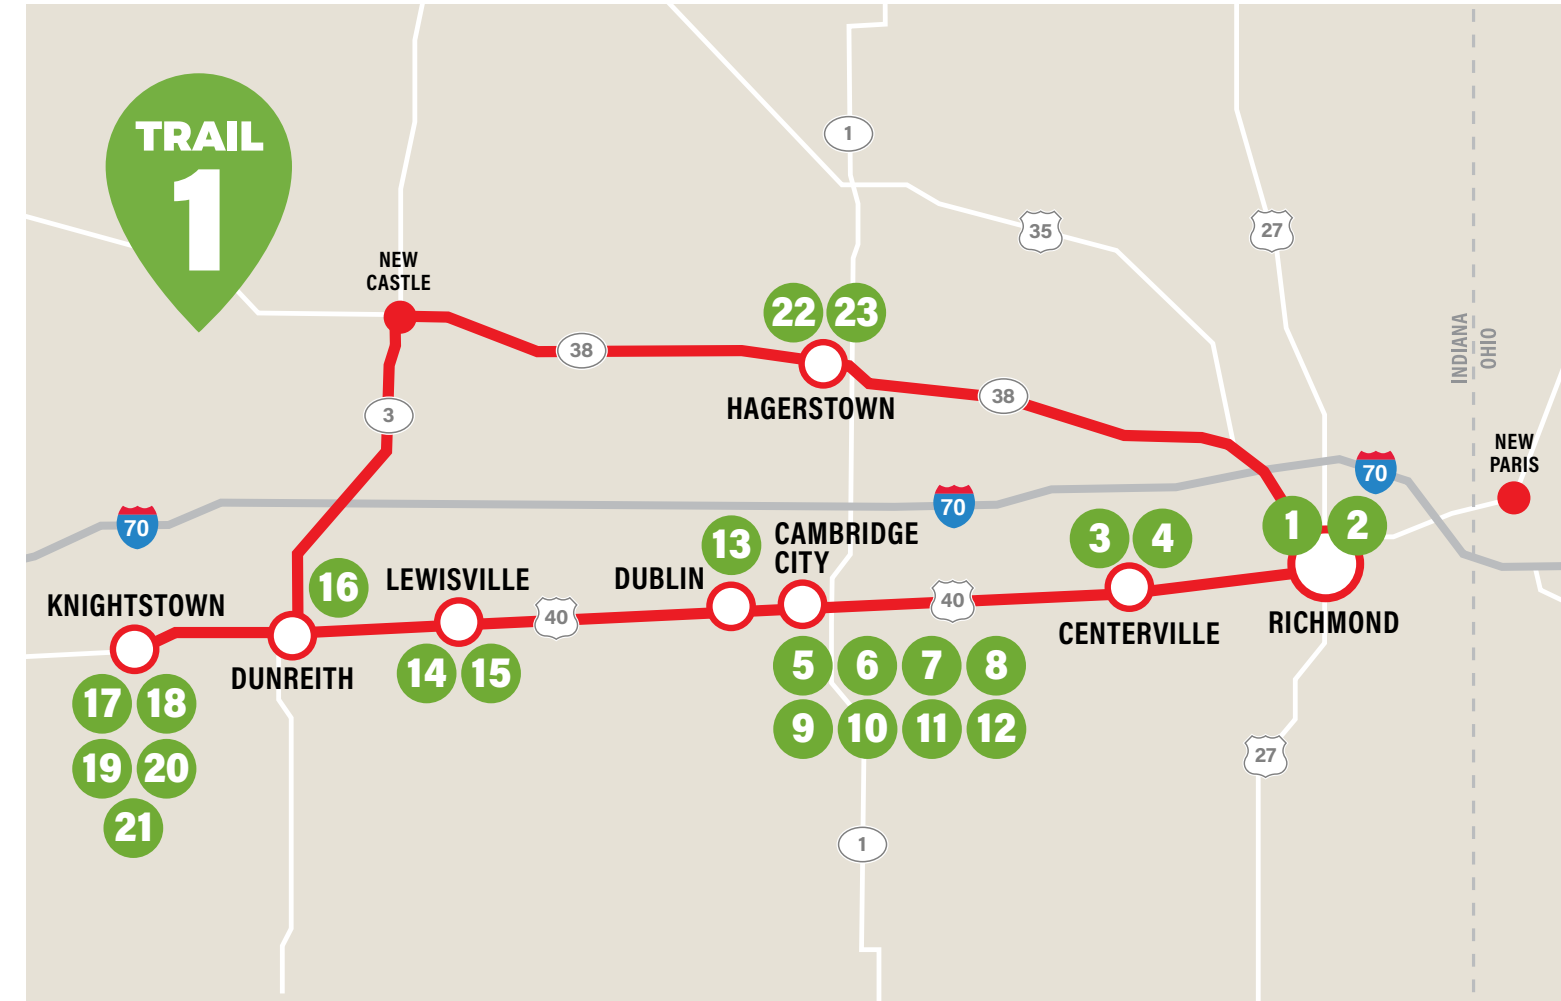 TRAIL
1
1
35
27
NEW
CASTLE
22 23
38
HAGERSTOWN
38
3
INDIANA
OHIO
NEW
PARIS
70
70
70
1 2
3 4
13
CAMBRIDGE
CITY
16
LEWISVILLE
DUBLIN
KNIGHTSTOWN
40
40
CENTERVILLE
RICHMOND
DUNREITH
14 15
5 6 7 8
9 10 11 12
17 18
19 20
21
27
1